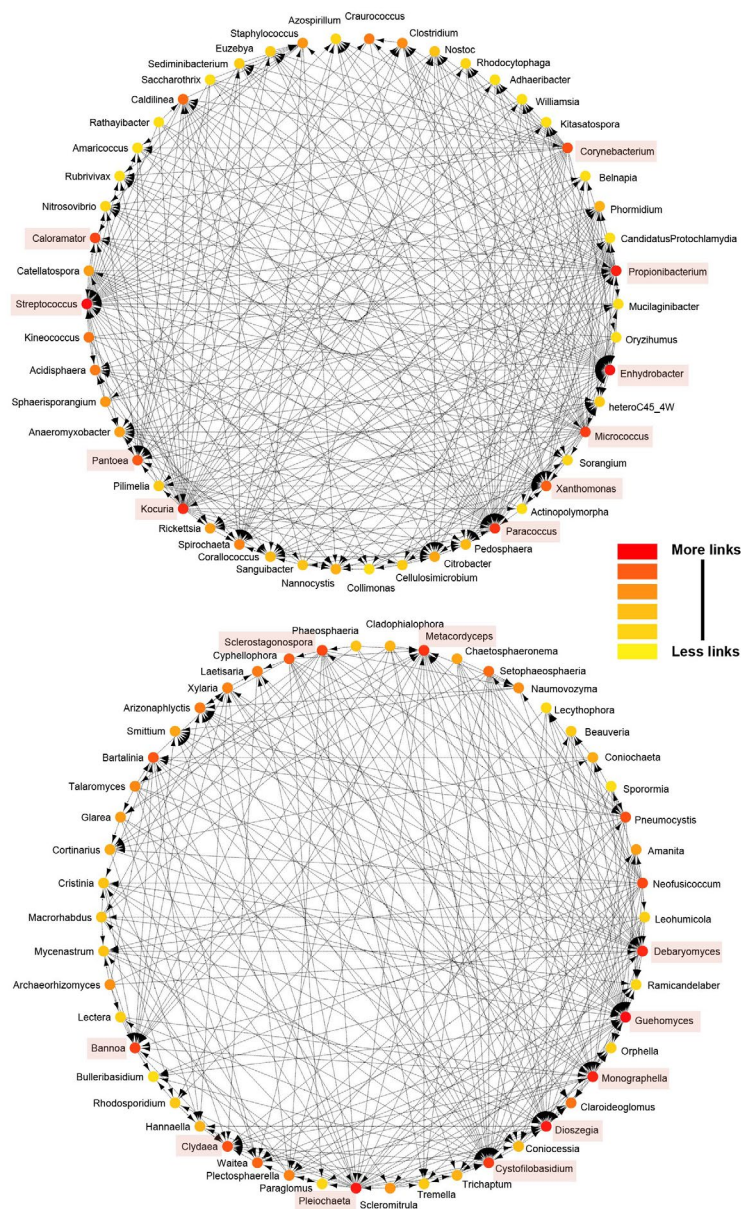 Azospirillum
Craurococcus
Staphylococcus
Clostridium
Euzebya
Nostoc
Sediminibacterium
Rhodocytophaga
Saccharothrix
Adhaeribacter
Caldilinea
Williamsia
Rathayibacter
Kitasatospora
Amaricoccus
Corynebacterium
Rubrivivax
Belnapia
Nitrosovibrio
Phormidium
Caloramator
CandidatusProtochlamydia
Catellatospora
Propionibacterium
Streptococcus
Mucilaginibacter
Kineococcus
Oryzihumus
Acidisphaera
Enhydrobacter
Sphaerisporangium
heteroC45_4W
Anaeromyxobacter
Micrococcus
Pantoea
Sorangium
Pilimelia
Xanthomonas
Kocuria
Actinopolymorpha
Rickettsia
Paracoccus
Spirochaeta
Pedosphaera
Corallococcus
Citrobacter
Sanguibacter
Cellulosimicrobium
Nannocystis
Collimonas
More links
Less links
Cladophialophora
Phaeosphaeria
Metacordyceps
Sclerostagonospora
Chaetosphaeronema
Cyphellophora
Setophaeosphaeria
Laetisaria
Naumovozyma
Xylaria
Lecythophora
Arizonaphlyctis
Beauveria
Smittium
Coniochaeta
Bartalinia
Sporormia
Talaromyces
Pneumocystis
Glarea
Amanita
Cortinarius
Neofusicoccum
Cristinia
Leohumicola
Macrorhabdus
Debaryomyces
Mycenastrum
Ramicandelaber
Archaeorhizomyces
Guehomyces
Lectera
Orphella
Bannoa
Monographella
Bulleribasidium
Claroideoglomus
Rhodosporidium
Dioszegia
Hannaella
Coniocessia
Clydaea
Cystofilobasidium
Waitea
Trichaptum
Plectosphaerella
Tremella
Paraglomus
Scleromitrula
Pleiochaeta